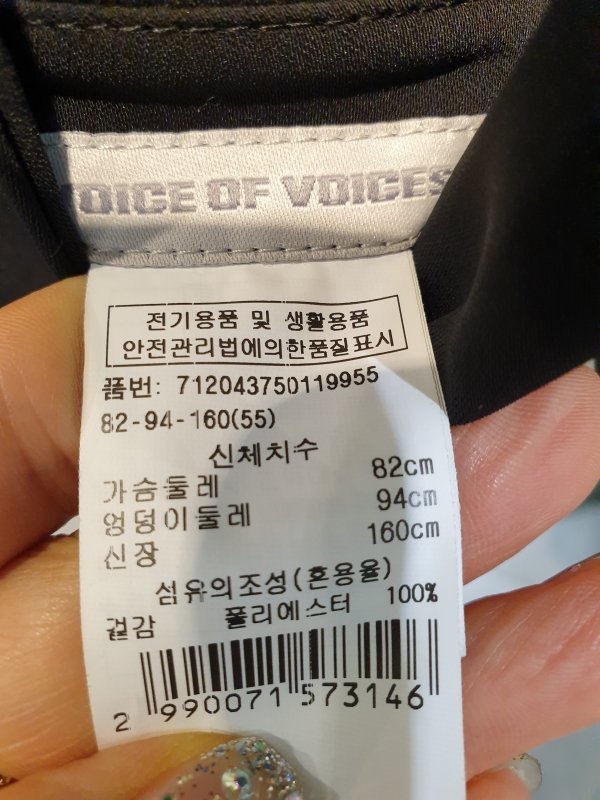 VOICE OF VOICES
전기용품 및 생활용품
안전관리법에의한품질표시
품번: 712043750119955
82-94-160(55)
신체치수
가슴둘레 82cm
엉덩이둘레 94cm
신장 160cm
섬유의조성(혼용율)
겉감 폴리에스터 100%
2 990071 573146